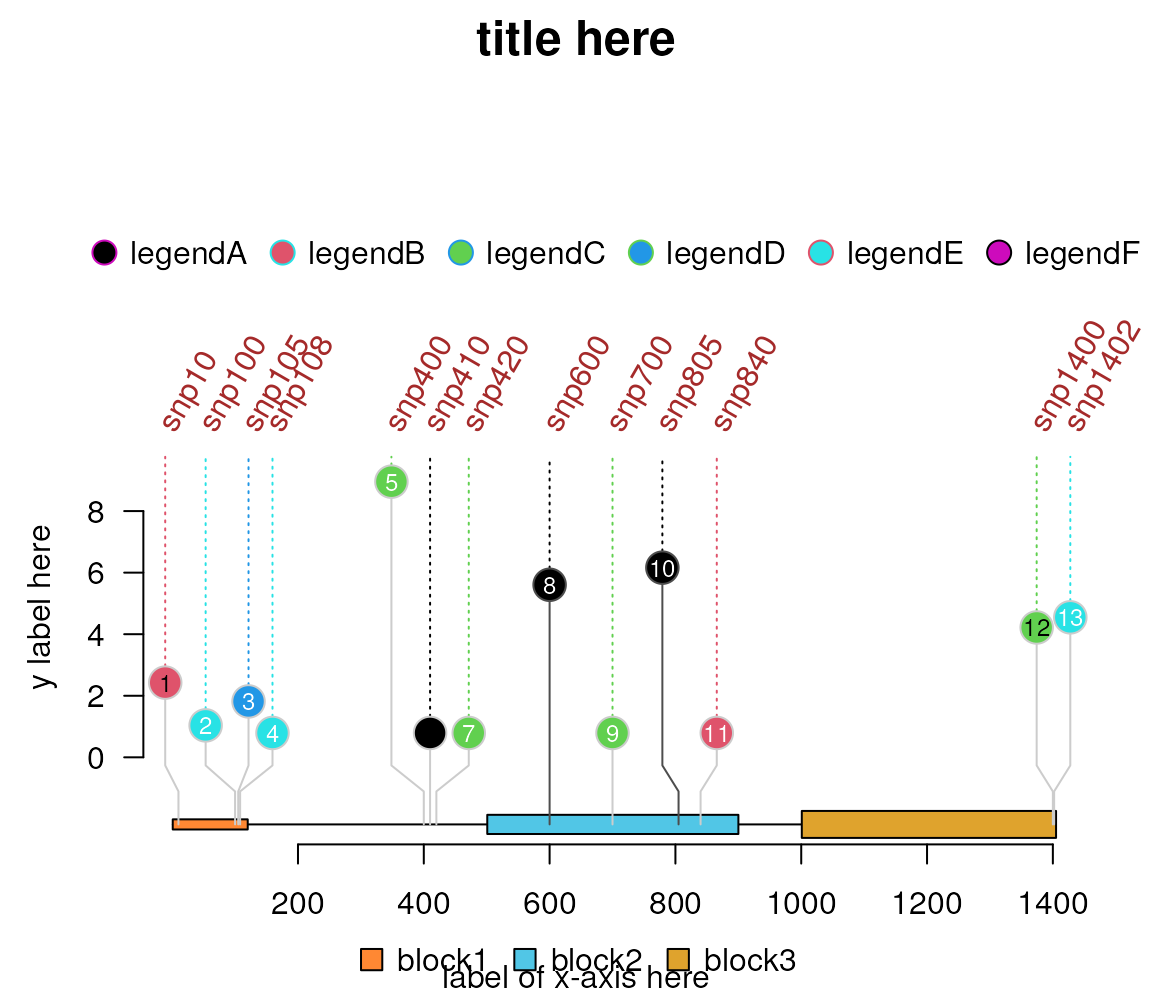 title here
legendA legendB legendC legendD legendE legendF
snp10 snp100 snp105 snp108 snp400 snp410 snp420 snp600 snp700 snp805 snp840 snp1400 snp1402
y label here
8
6
4
2
0
1 2 3 4 5 7 8 9 10 11 12 13
200 400 600 800 1000 1200 1400
block1 block2 block3
label of x-axis here